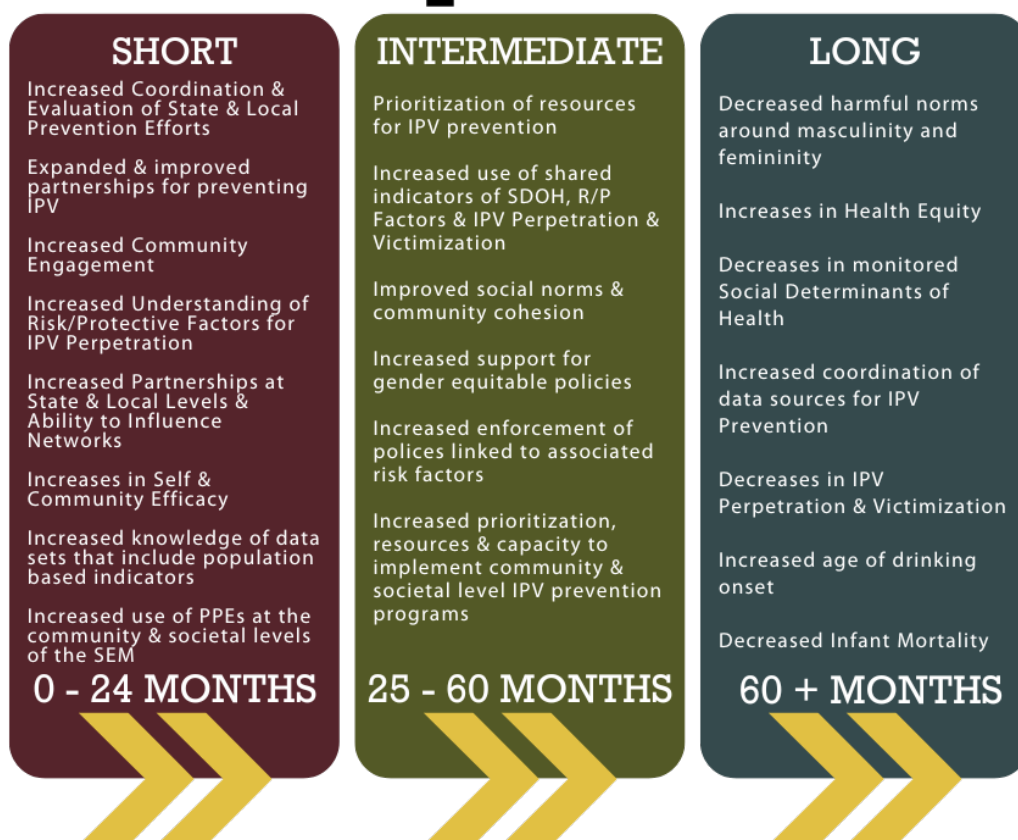 SHORT
Increased Coordination &
Evaluation of State & Local
Prevention Efforts
Expanded & improved
partnerships for preventing
IPV
Increased Community
Engagement
Increased Understanding of
Risk/Protective Factors for
IPV Perpetration
Increased Partnerships at
State & Local Levels &
Ability to Influence
Networks
Increases in Self &
Community Efficacy
Increased knowledge of data
sets that include population
based indicators
Increased use of PPEs at the
community & societal levels
of the SEM
0 - 24 MONTHS
INTERMEDIATE
Prioritization of resources
for IPV prevention
Increased use of shared
indicators of SDOH, R/P
Factors & IPV Perpetration &
Victimization
Improved social norms &
community cohesion
Increased support for
gender equitable policies
Increased enforcement of
polices linked to associated
risk factors
Increased prioritization,
resources & capacity to
implement community &
societal level IPV prevention
programs
25 - 60 MONTHS
LONG
Decreased harmful norms
around masculinity and
femininity
Increases in Health Equity
Decreases in monitored
Social Determinants of
Health
Increased coordination of
data sources for IPV
Prevention
Decreases in IPV
Perpetration & Victimization
Increased age of drinking
onset
Decreased Infant Mortality
60 + MONTHS